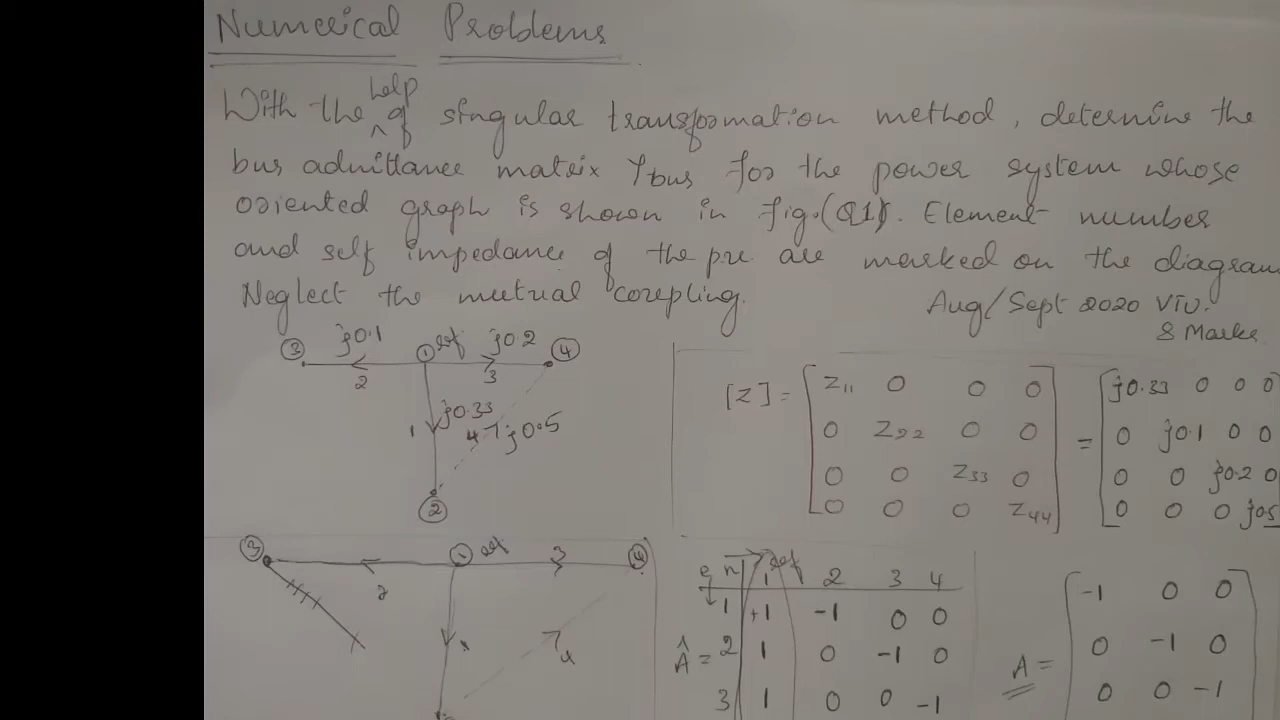 Numerical Problems
With the help of singular transformation method, determine the
bus admittance matrix Ybus for the power system whose
oriented graph is shown in fig.(Q1). Element number
and self impedance of the p.u. are marked on the diagram
Neglect the mutual coupling.
Aug/Sept 2020 VTU.
8 Marks
3 j0.1 1 ref j0.2 4
2 3
1 j0.33
4 j0.5
2
[Z] = [ Z11 0 0 0 = [ j0.33 0 0 0
0 Z22 0 0 0 j0.1 0 0
0 0 Z33 0 0 0 j0.2 0
0 0 0 Z44 ] 0 0 0 j0.5
3 1 ref 3 4
2
1 4
e n 1 ref 2 3 4
1 +1 -1 0 0
Â = 2 1 0 -1 0
3 1 0 0 -1
A = [ -1 0 0
0 -1 0
0 0 -1